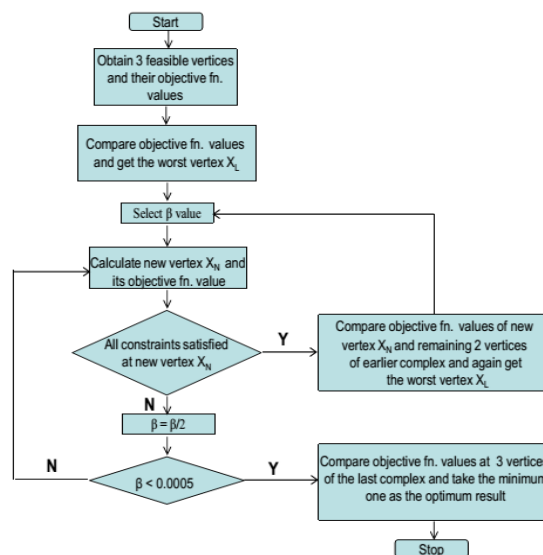 Start
Obtain 3 feasible vertices
and their objective fn.
values
Compare objective fn. values
and get the worst vertex X_L
Select β value
Calculate new vertex X_N and
its objective fn. value
All constraints satisfied
at new vertex X_N
Y
Compare objective fn. values of new
vertex X_N and remaining 2 vertices
of earlier complex and again get
the worst vertex X_L
N
β = β/2
N
β < 0.0005
Y
Compare objective fn. values at 3 vertices
of the last complex and take the minimum
one as the optimum result
Stop